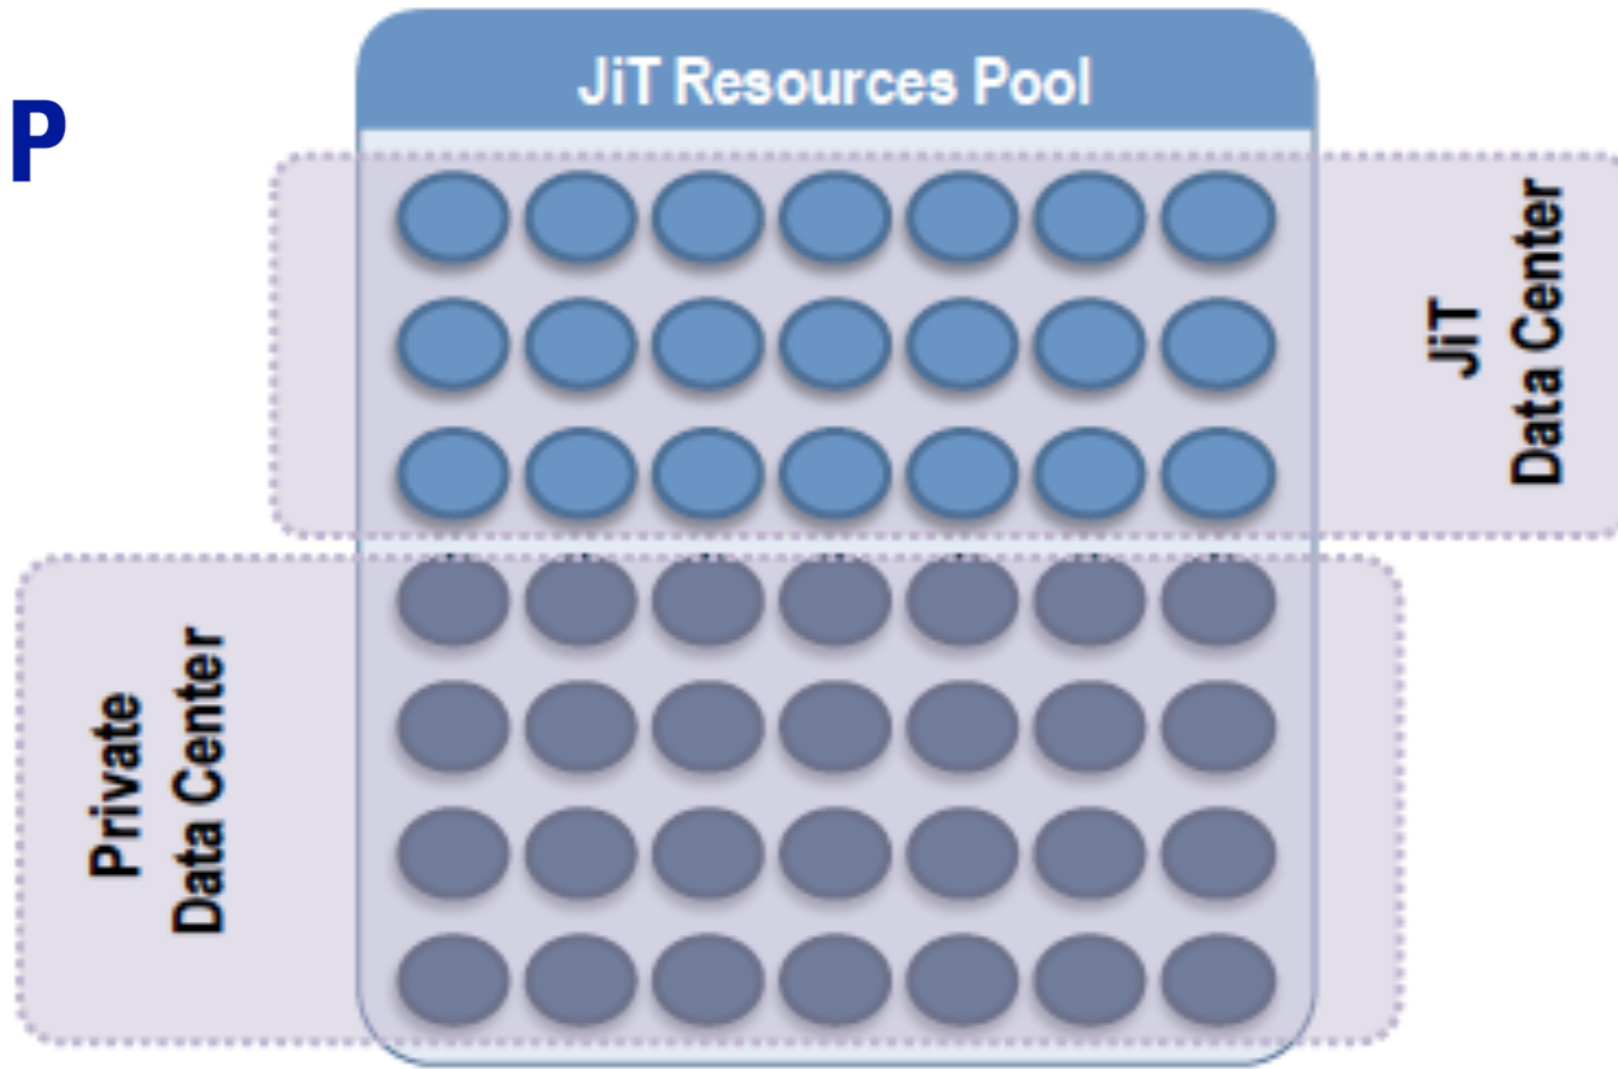 P
JiT Resources Pool
JiT
Data Center
Private
Data Center